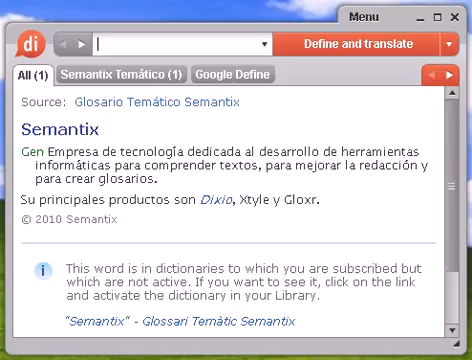 Menu
di
Define and translate
All (1)
Semantix Temático (1)
Google Define
Source: Glosario Temático Semantix
Semantix
Gen Empresa de tecnología dedicada al desarrollo de herramientas
informáticas para comprender textos, para mejorar la redacción y
para crear glosarios.
Su principales productos son Dixio, Xtyle y Gloxr.
© 2010 Semantix
i
This word is in dictionaries to which you are subscribed but
which are not active. If you want to see it, click on the link
and activate the dictionary in your Library.
"Semantix" - Glossari Temàtic Semantix